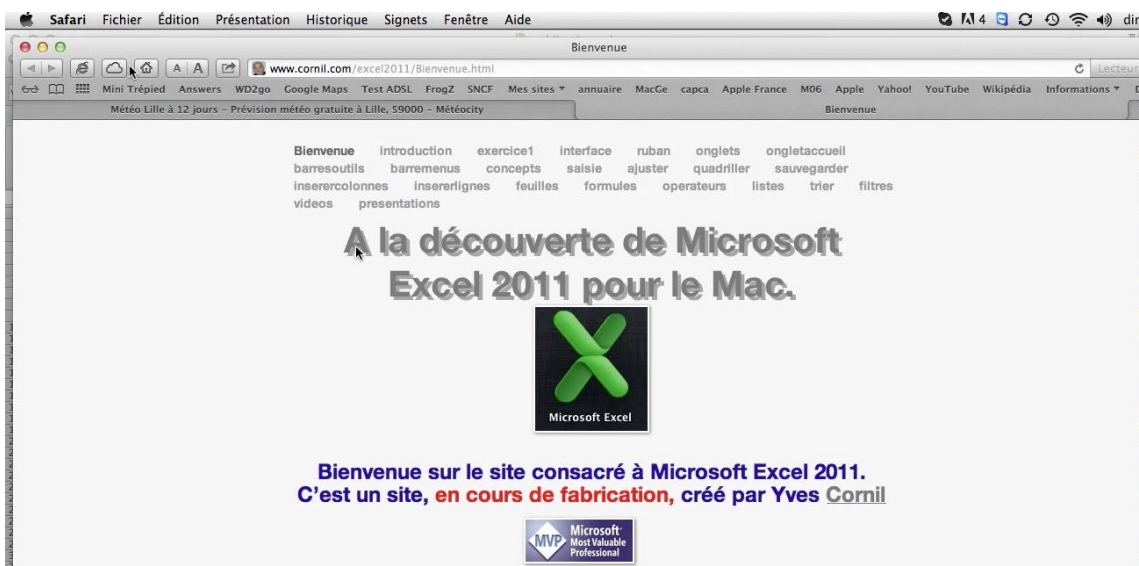 Safari Fichier Édition Présentation Historique Signets Fenêtre Aide 4
Bienvenue
A A www.cornil.com/excel2011/Bienvenue.html Lecteur
Mini Trépied Answers WD2go Google Maps Test ADSL FrogZ SNCF Mes sites annuaire MacGe capca Apple France M06 Apple Yahoo! YouTube Wikipédia Informations
Météo Lille à 12 jours – Prévision météo gratuite à Lille, 59000 – Météocity Bienvenue
Bienvenue introduction exercice1 interface ruban onglets ongletaccueil
barresoutils barremenus concepts saisie ajuster quadriller sauvegarder
inserercolonnes insererlignes feuilles formules operateurs listes trier filtres
videos presentations
A la découverte de Microsoft
Excel 2011 pour le Mac.
Microsoft Excel
Bienvenue sur le site consacré à Microsoft Excel 2011.
C'est un site, en cours de fabrication, créé par Yves Cornil
MVP Microsoft
Most Valuable
Professional